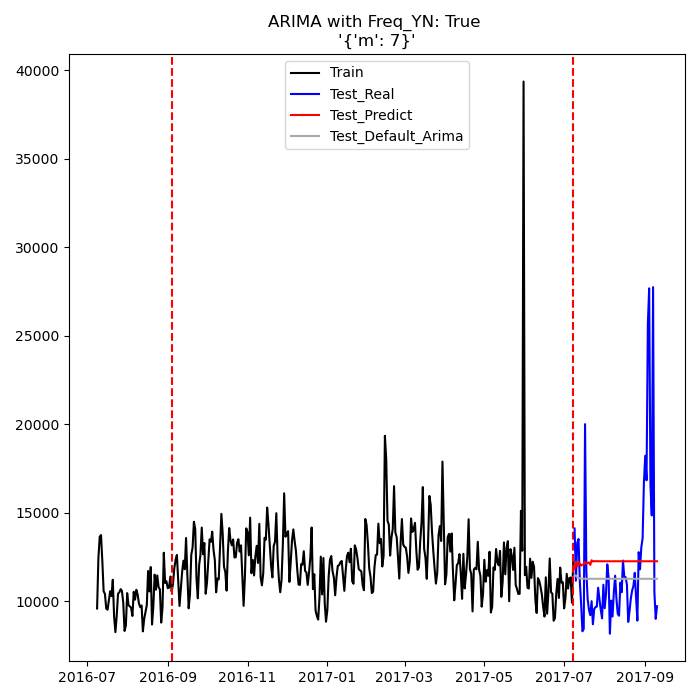 ARIMA with Freq_YN: True
'{'m': 7}'
Train
Test_Real
Test_Predict
Test_Default_Arima
40000
35000
30000
25000
20000
15000
10000
2016-07 2016-09 2016-11 2017-01 2017-03 2017-05 2017-07 2017-09